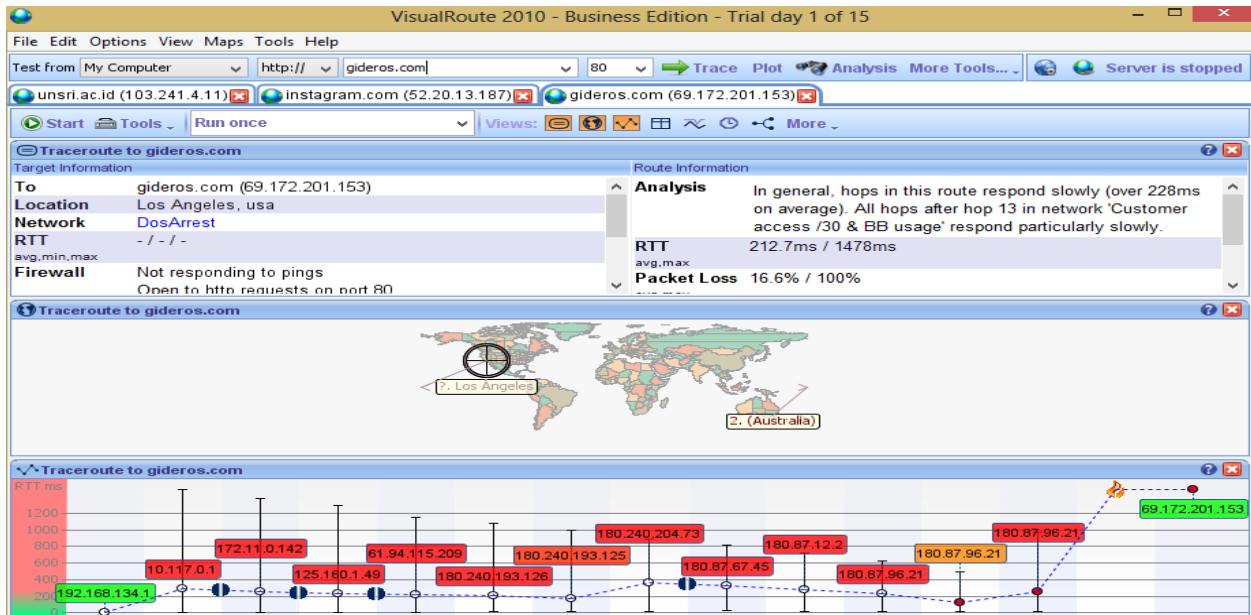 VisualRoute 2010 - Business Edition - Trial day 1 of 15
File Edit Options View Maps Tools Help
Test from My Computer http:// gideros.com 80 Trace Plot Analysis More Tools... Server is stopped
unsri.ac.id (103.241.4.11) instagram.com (52.20.13.187) gideros.com (69.172.201.153)
Start Tools Run once Views: More
Traceroute to gideros.com
Target Information
To gideros.com (69.172.201.153)
Location Los Angeles, usa
Network DosArrest
RTT - / - / -
avg,min,max
Firewall Not responding to pings
Open to http requests on port 80
Route Information
Analysis In general, hops in this route respond slowly (over 228ms
on average). All hops after hop 13 in network 'Customer
access /30 & BB usage' respond particularly slowly.
RTT 212.7ms / 1478ms
avg,max
Packet Loss 16.6% / 100%
Traceroute to gideros.com
?. Los Angeles
2. (Australia)
Traceroute to gideros.com
RTT ms
1200
1000
800
600
400
200
0
192.168.134.1
10.117.0.1
172.11.0.142
125.160.1.49
61.94.115.209
180.240.193.126
180.240.193.125
180.240.204.73
180.87.67.45
180.87.12.2
180.87.96.21
180.87.96.21
180.87.96.21
69.172.201.153